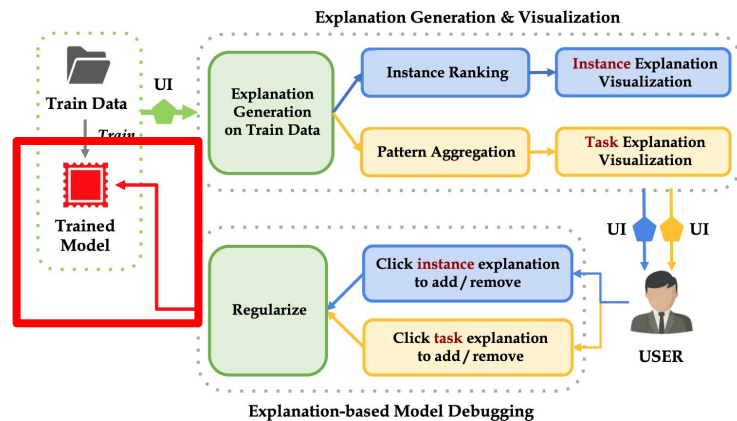 Explanation Generation & Visualization
Train Data
UI
Train
Trained
Model
Explanation
Generation
on Train Data
Instance Ranking
Instance Explanation
Visualization
Pattern Aggregation
Task Explanation
Visualization
UI
UI
USER
Click instance explanation
to add / remove
Click task explanation
to add / remove
Regularize
Explanation-based Model Debugging